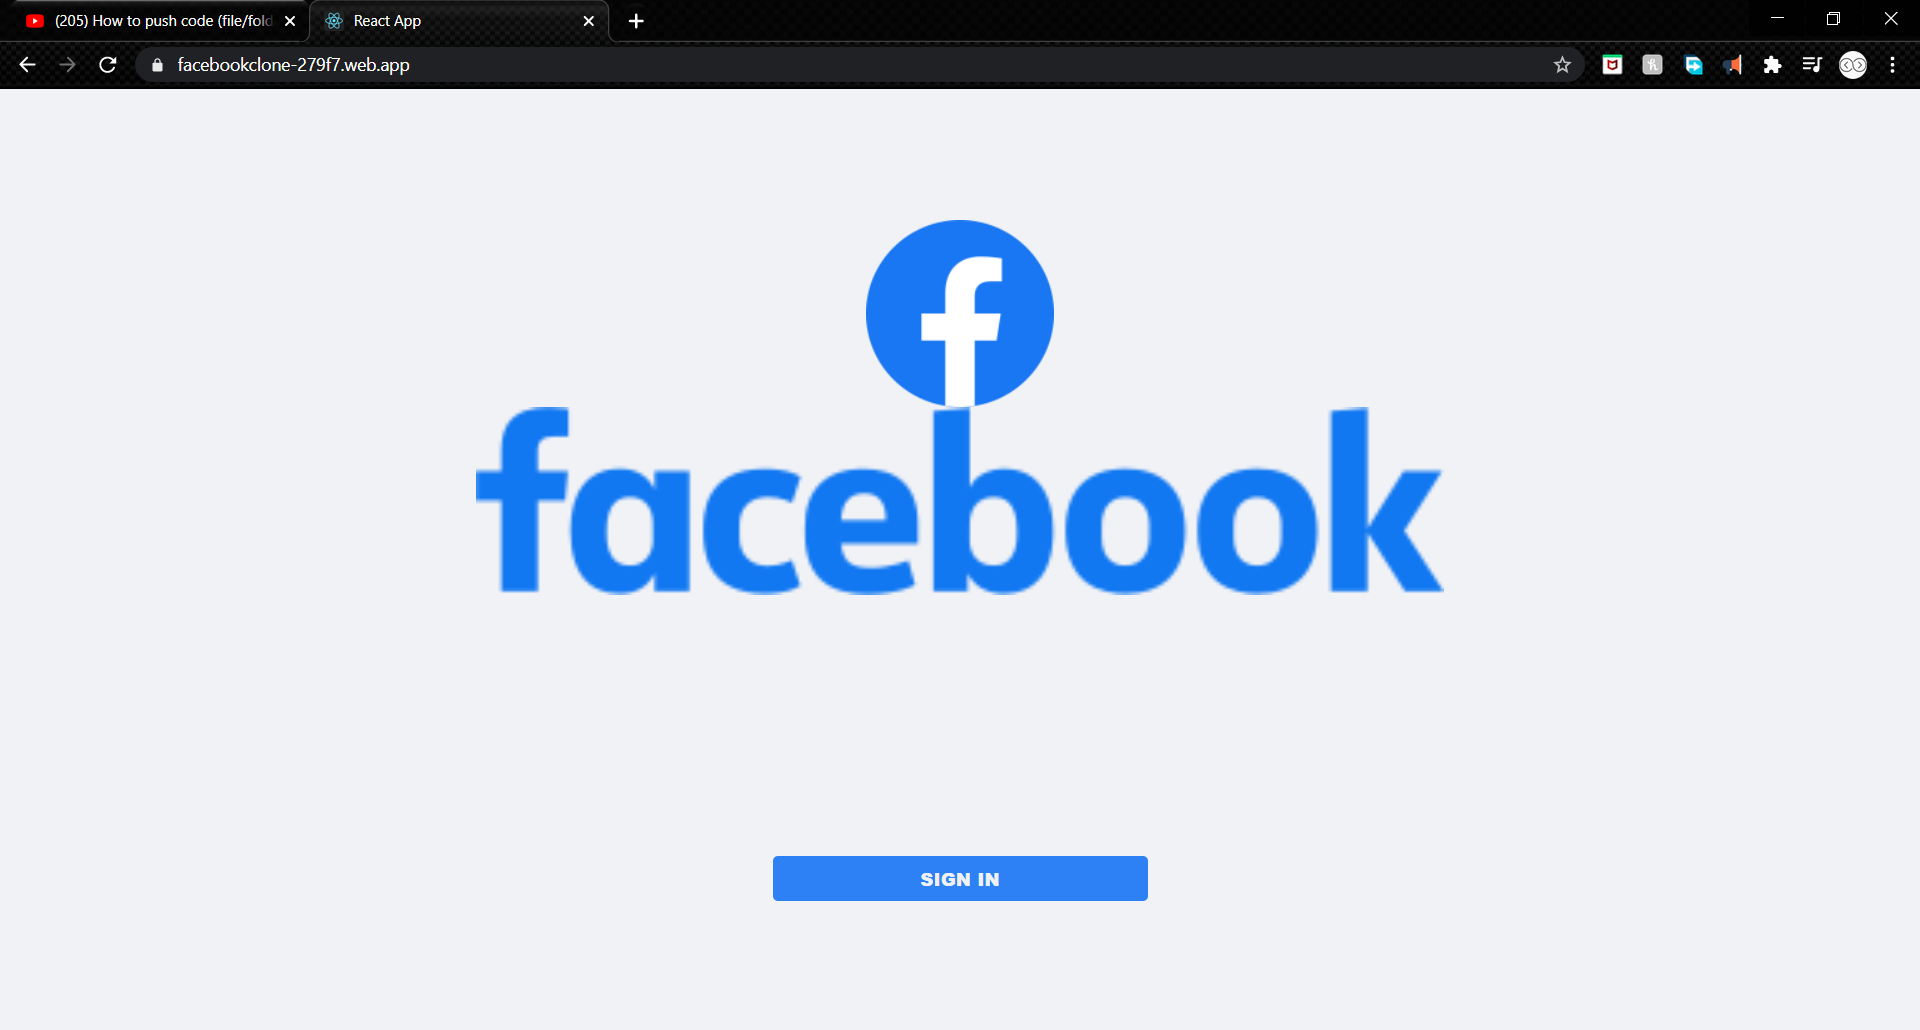 (205) How to push code (file/fold
React App
facebookclone-279f7.web.app
f
facebook
SIGN IN